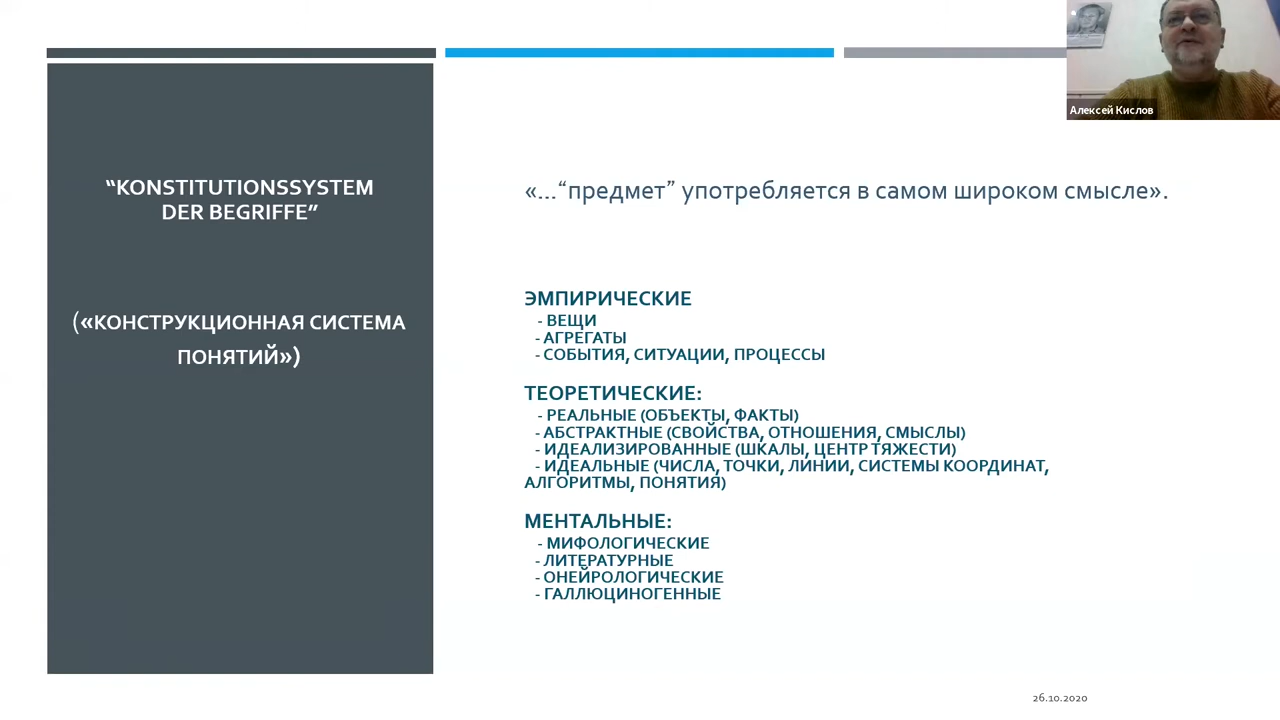 Алексей Кислов
“KONSTITUTIONSSYSTEM
DER BEGRIFFE”
(«КОНСТРУКЦИОННАЯ СИСТЕМА
ПОНЯТИЙ»)
«…“предмет” употребляется в самом широком смысле».
ЭМПИРИЧЕСКИЕ
- ВЕЩИ
- АГРЕГАТЫ
- СОБЫТИЯ, СИТУАЦИИ, ПРОЦЕССЫ
ТЕОРЕТИЧЕСКИЕ:
- РЕАЛЬНЫЕ (ОБЪЕКТЫ, ФАКТЫ)
- АБСТРАКТНЫЕ (СВОЙСТВА, ОТНОШЕНИЯ, СМЫСЛЫ)
- ИДЕАЛИЗИРОВАННЫЕ (ШКАЛЫ, ЦЕНТР ТЯЖЕСТИ)
- ИДЕАЛЬНЫЕ (ЧИСЛА, ТОЧКИ, ЛИНИИ, СИСТЕМЫ КООРДИНАТ,
АЛГОРИТМЫ, ПОНЯТИЯ)
МЕНТАЛЬНЫЕ:
- МИФОЛОГИЧЕСКИЕ
- ЛИТЕРАТУРНЫЕ
- ОНЕЙРОЛОГИЧЕСКИЕ
- ГАЛЛЮЦИНОГЕННЫЕ
26.10.2020